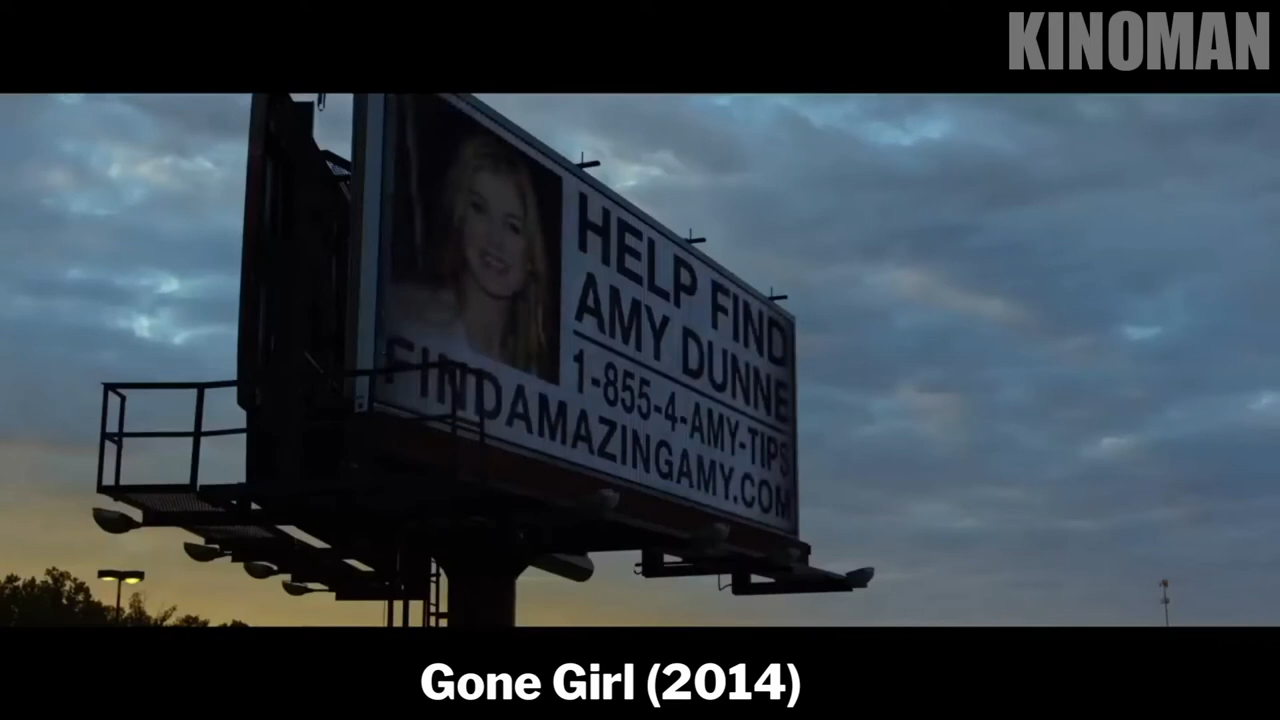 KINOMAN
HELP FIND
AMY DUNNE
1-855-4-AMY-TIPS
FINDAMAZINGAMY.COM
Gone Girl (2014)